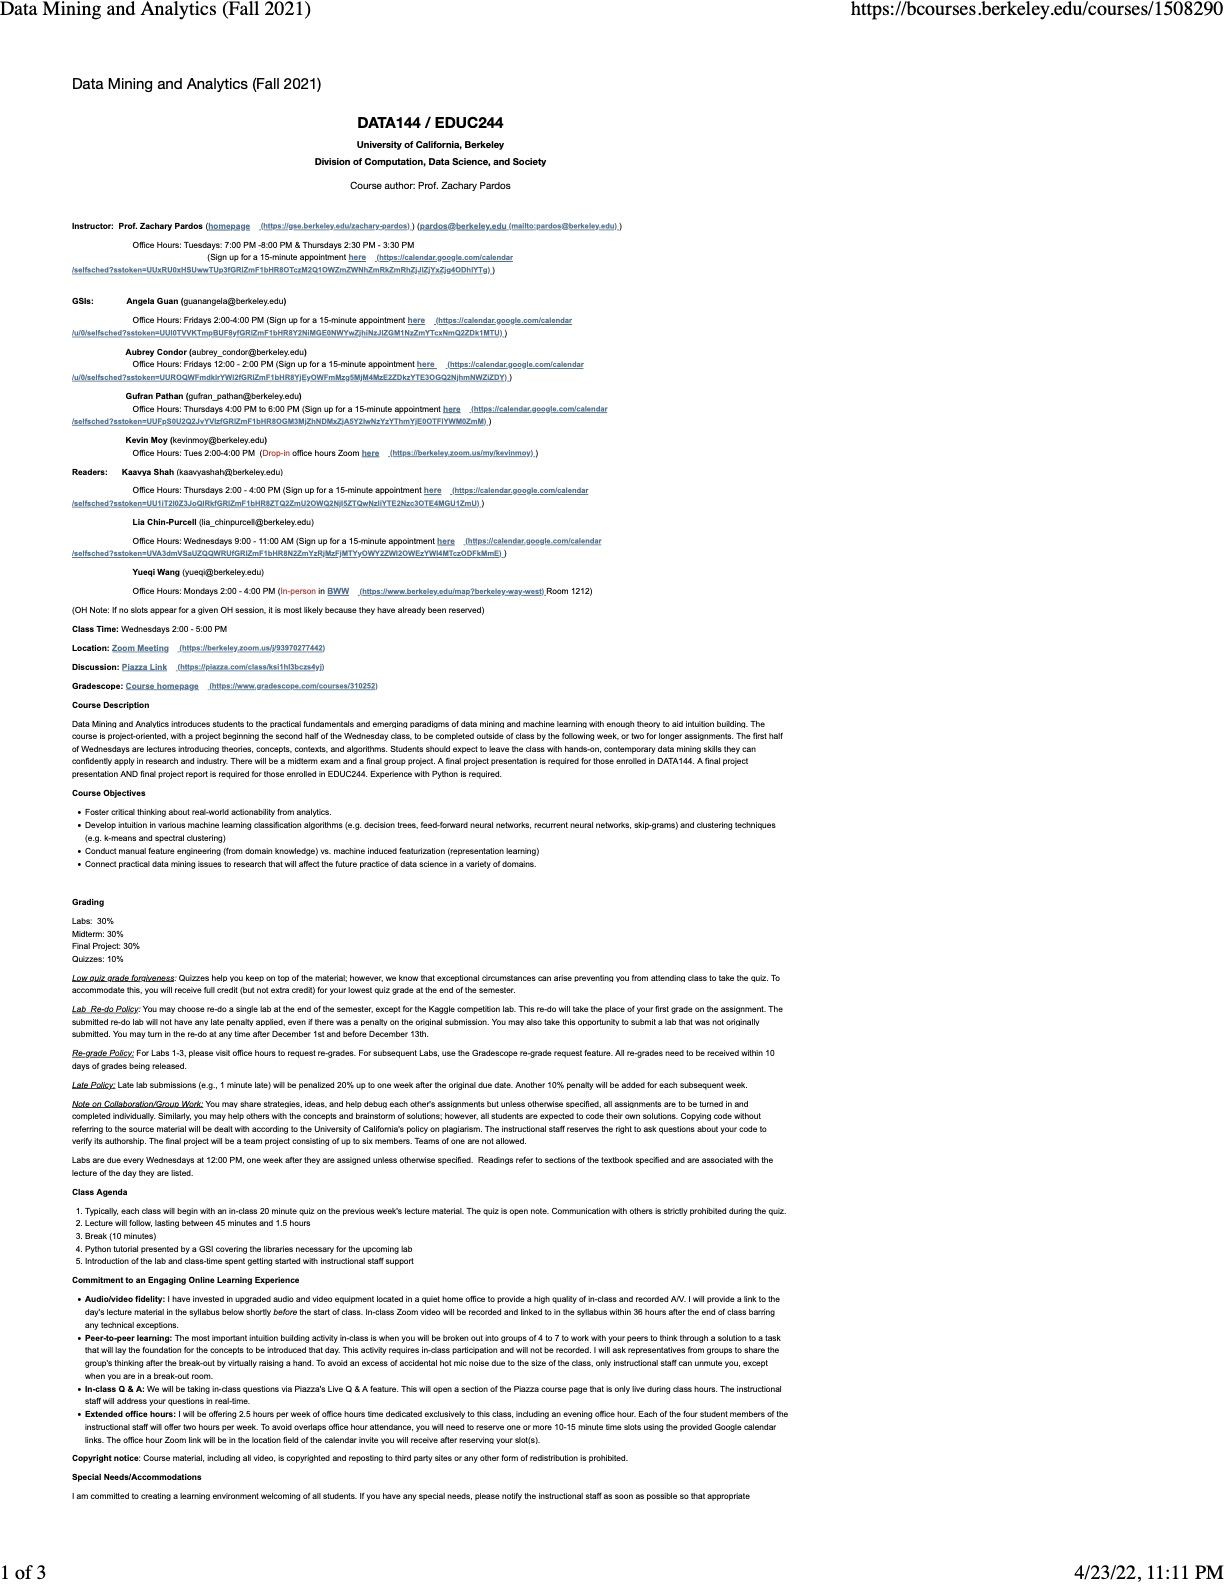 Data Mining and Analytics (Fall 2021)
https://bcourses.berkeley.edu/courses/1508290
Data Mining and Analytics (Fall 2021)
DATA144 / EDUC244
University of California, Berkeley
Division of Computation, Data Science, and Society
Course author: Prof. Zachary Pardos
Instructor: Prof. Zachary Pardos (homepage (https://gse.berkeley.edu/zachary-pardos) ) (pardos@berkeley.edu (mailto:pardos@berkeley.edu) )
Office Hours: Tuesdays: 7:00 PM -8:00 PM & Thursdays 2:30 PM - 3:30 PM
(Sign up for a 15-minute appointment here (https://calendar.google.com/calendar
GSIs: Angela Guan (guanangela@berkeley.edu)
Office Hours: Fridays 2:00-4:00 PM (Sign up for a 15-minute appointment here (https://calendar.google.com/calendar
Aubrey Condor (aubrey_condor@berkeley.edu)
Office Hours: Fridays 12:00 - 2:00 PM (Sign up for a 15-minute appointment here (https://calendar.google.com/calendar
Gufran Pathan (gufran_pathan@berkeley.edu)
Office Hours: Thursdays 4:00 PM to 6:00 PM (Sign up for a 15-minute appointment here (https://calendar.google.com/calendar
Kevin Moy (kevinmoy@berkeley.edu)
Office Hours: Tues 2:00-4:00 PM (Drop-in office hours Zoom here (https://berkeley.zoom.us/my/kevinmoy) )
Readers: Kaavya Shah (kaavyashah@berkeley.edu)
Office Hours: Thursdays 2:00 - 4:00 PM (Sign up for a 15-minute appointment here (https://calendar.google.com/calendar
Lia Chin-Purcell (lia_chinpurcell@berkeley.edu)
Office Hours: Wednesdays 9:00 - 11:00 AM (Sign up for a 15-minute appointment here (https://calendar.google.com/calendar
Yueqi Wang (yueqi@berkeley.edu)
Office Hours: Mondays 2:00 - 4:00 PM (In-person in BWW (https://www.berkeley.edu/map?berkeley-way-west) Room 1212)
(OH Note: If no slots appear for a given OH session, it is most likely because they have already been reserved)
Class Time: Wednesdays 2:00 - 5:00 PM
Location: Zoom Meeting (https://berkeley.zoom.us/j/93970277442)
Discussion: Piazza Link (https://piazza.com/class/ksi1hl3bczs4yj)
Gradescope: Course homepage (https://www.gradescope.com/courses/310252)
Course Description
Data Mining and Analytics introduces students to the practical fundamentals and emerging paradigms of data mining and machine learning with enough theory to aid intuition building. The
course is project-oriented, with a project beginning the second half of the Wednesday class, to be completed outside of class by the following week, or two for longer assignments. The first half
of Wednesdays are lectures introducing theories, concepts, contexts, and algorithms. Students should expect to leave the class with hands-on, contemporary data mining skills they can
confidently apply in research and industry. There will be a midterm exam and a final group project. A final project presentation is required for those enrolled in DATA144. A final project
presentation AND final project report is required for those enrolled in EDUC244. Experience with Python is required.
Course Objectives
• Foster critical thinking about real-world actionability from analytics.
• Develop intuition in various machine learning classification algorithms (e.g. decision trees, feed-forward neural networks, recurrent neural networks, skip-grams) and clustering techniques
(e.g. k-means and spectral clustering)
• Conduct manual feature engineering (from domain knowledge) vs. machine induced featurization (representation learning)
• Connect practical data mining issues to research that will affect the future practice of data science in a variety of domains.
Grading
Labs: 30%
Midterm: 30%
Final Project: 30%
Quizzes: 10%
Low quiz grade forgiveness: Quizzes help you keep on top of the material; however, we know that exceptional circumstances can arise preventing you from attending class to take the quiz. To
accommodate this, you will receive full credit (but not extra credit) for your lowest quiz grade at the end of the semester.
Lab Re-do Policy: You may choose re-do a single lab at the end of the semester, except for the Kaggle competition lab. This re-do will take the place of your first grade on the assignment. The
submitted re-do lab will not have any late penalty applied, even if there was a penalty on the original submission. You may also take this opportunity to submit a lab that was not originally
submitted. You may turn in the re-do at any time after December 1st and before December 13th.
Re-grade Policy: For Labs 1-3, please visit office hours to request re-grades. For subsequent Labs, use the Gradescope re-grade request feature. All re-grades need to be received within 10
days of grades being released.
Late Policy: Late lab submissions (e.g., 1 minute late) will be penalized 20% up to one week after the original due date. Another 10% penalty will be added for each subsequent week.
Note on Collaboration/Group Work: You may share strategies, ideas, and help debug each other's assignments but unless otherwise specified, all assignments are to be turned in and
completed individually. Similarly, you may help others with the concepts and brainstorm of solutions; however, all students are expected to code their own solutions. Copying code without
referring to the source material will be dealt with according to the University of California's policy on plagiarism. The instructional staff reserves the right to ask questions about your code to
verify its authorship. The final project will be a team project consisting of up to six members. Teams of one are not allowed.
Labs are due every Wednesdays at 12:00 PM, one week after they are assigned unless otherwise specified. Readings refer to sections of the textbook specified and are associated with the
lecture of the day they are listed.
Class Agenda
1. Typically, each class will begin with an in-class 20 minute quiz on the previous week's lecture material. The quiz is open note. Communication with others is strictly prohibited during the quiz.
2. Lecture will follow, lasting between 45 minutes and 1.5 hours
3. Break (10 minutes)
4. Python tutorial presented by a GSI covering the libraries necessary for the upcoming lab
5. Introduction of the lab and class-time spent getting started with instructional staff support
Commitment to an Engaging Online Learning Experience
• Audio/video fidelity: I have invested in upgraded audio and video equipment located in a quiet home office to provide a high quality of in-class and recorded A/V. I will provide a link to the
day's lecture material in the syllabus below shortly before the start of class. In-class Zoom video will be recorded and linked to in the syllabus within 36 hours after the end of class barring
any technical exceptions.
• Peer-to-peer learning: The most important intuition building activity in-class is when you will be broken out into groups of 4 to 7 to work with your peers to think through a solution to a task
that will lay the foundation for the concepts to be introduced that day. This activity requires in-class participation and will not be recorded. I will ask representatives from groups to share the
group's thinking after the break-out by virtually raising a hand. To avoid an excess of accidental hot mic noise due to the size of the class, only instructional staff can unmute you, except
when you are in a break-out room.
• In-class Q & A: We will be taking in-class questions via Piazza's Live Q & A feature. This will open a section of the Piazza course page that is only live during class hours. The instructional
staff will address your questions in real-time.
• Extended office hours: I will be offering 2.5 hours per week of office hours time dedicated exclusively to this class, including an evening office hour. Each of the four student members of the
instructional staff will offer two hours per week. To avoid overlaps office hour attendance, you will need to reserve one or more 10-15 minute time slots using the provided Google calendar
links. The office hour Zoom link will be in the location field of the calendar invite you will receive after reserving your slot(s).
Copyright notice: Course material, including all video, is copyrighted and reposting to third party sites or any other form of redistribution is prohibited.
Special Needs/Accommodations
I am committed to creating a learning environment welcoming of all students. If you have any special needs, please notify the instructional staff as soon as possible so that appropriate
1 of 3
4/23/22, 11:11 PM